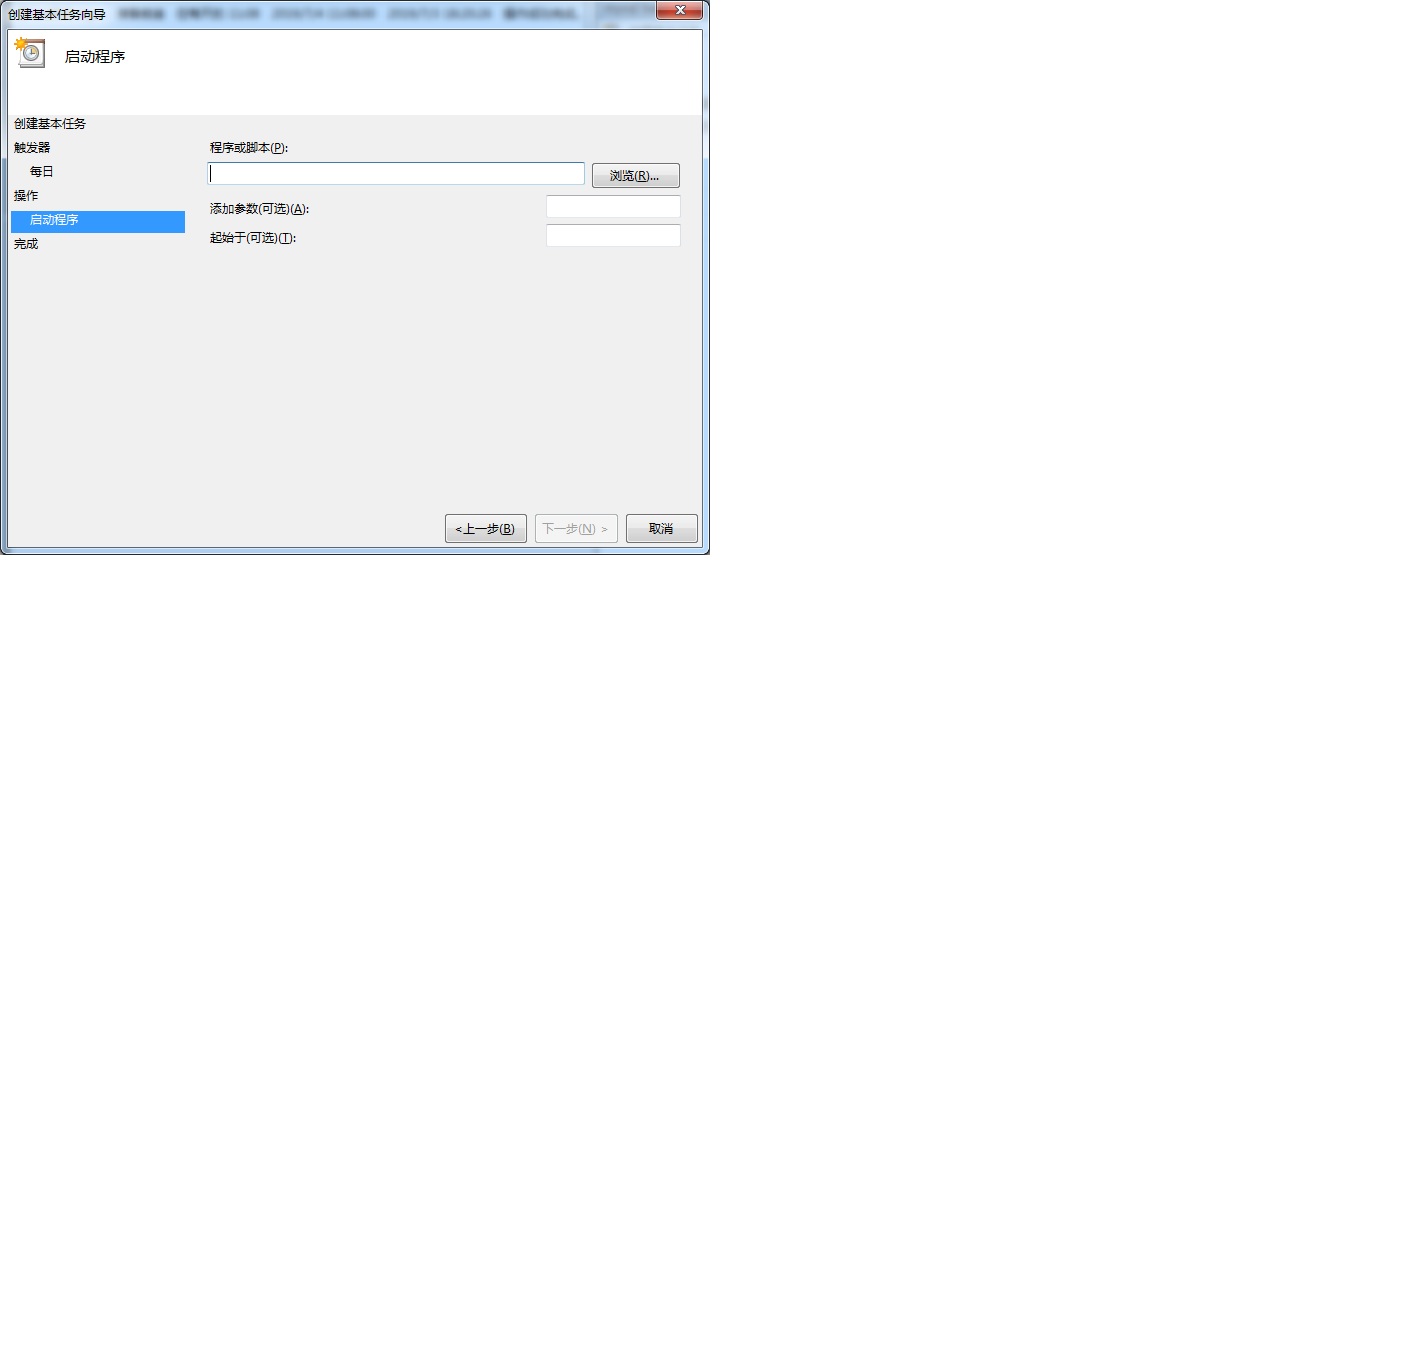 创建基本任务向导
启动程序
创建基本任务
触发器
每日
操作
启动程序
完成
程序或脚本(P):
浏览(R)...
添加参数(可选)(A):
起始于(可选)(T):
<上一步(B)
下一步(N) >
取消